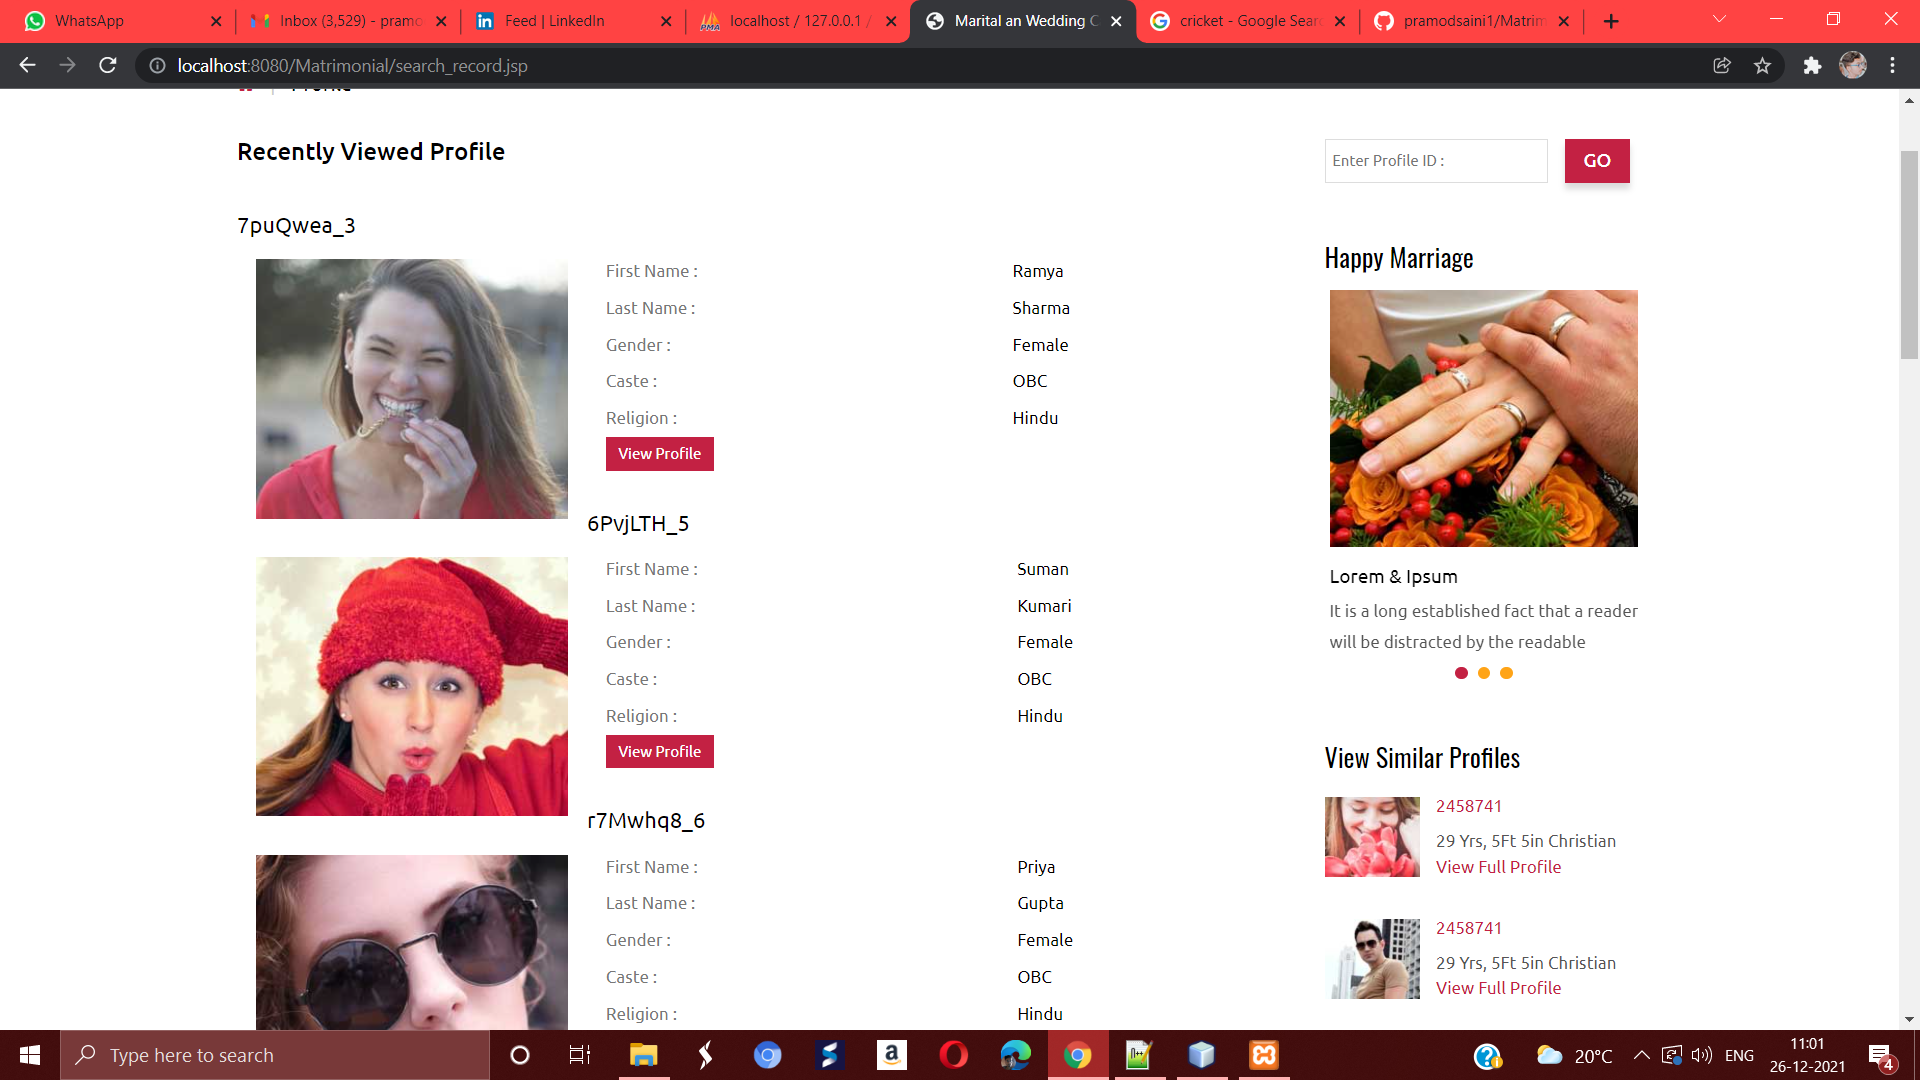 WhatsApp
Inbox (3,529) - pramo
Feed | LinkedIn
localhost / 127.0.0.1 /
Marital an Wedding C
cricket - Google Sear
pramodsaini1/Matrim
localhost:8080/Matrimonial/search_record.jsp
Profile
Recently Viewed Profile
Enter Profile ID :
GO
7puQwea_3
First Name : Ramya
Last Name : Sharma
Gender : Female
Caste : OBC
Religion : Hindu
View Profile
6PvjLTH_5
First Name : Suman
Last Name : Kumari
Gender : Female
Caste : OBC
Religion : Hindu
View Profile
r7Mwhq8_6
First Name : Priya
Last Name : Gupta
Gender : Female
Caste : OBC
Religion : Hindu
Happy Marriage
Lorem & Ipsum
It is a long established fact that a reader
will be distracted by the readable
View Similar Profiles
2458741
29 Yrs, 5Ft 5in Christian
View Full Profile
2458741
29 Yrs, 5Ft 5in Christian
View Full Profile
Type here to search
20°C
ENG
11:01
26-12-2021
4